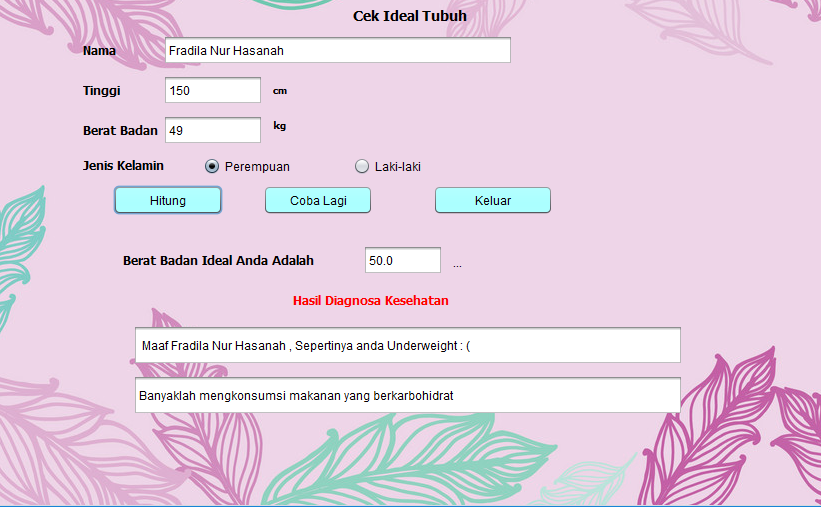 Cek Ideal Tubuh
Nama Fradila Nur Hasanah
Tinggi 150 cm
Berat Badan 49 kg
Jenis Kelamin Perempuan Laki-laki
Hitung Coba Lagi Keluar
Berat Badan Ideal Anda Adalah 50.0 ...
Hasil Diagnosa Kesehatan
Maaf Fradila Nur Hasanah , Sepertinya anda Underweight : (
Banyaklah mengkonsumsi makanan yang berkarbohidrat